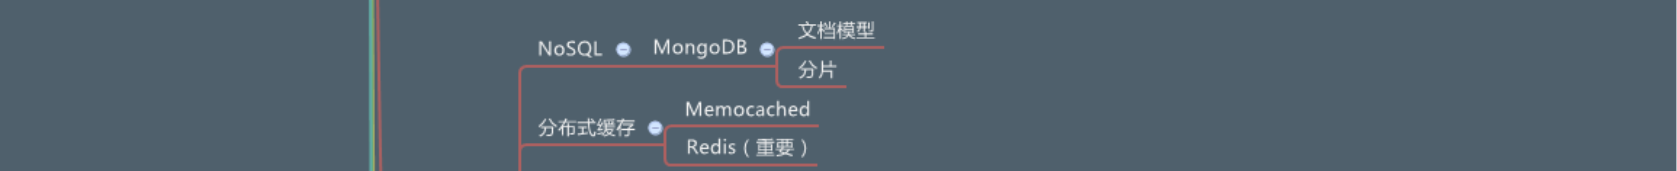 文档模型
NoSQL MongoDB
分片
Memocached
分布式缓存
Redis（重要）